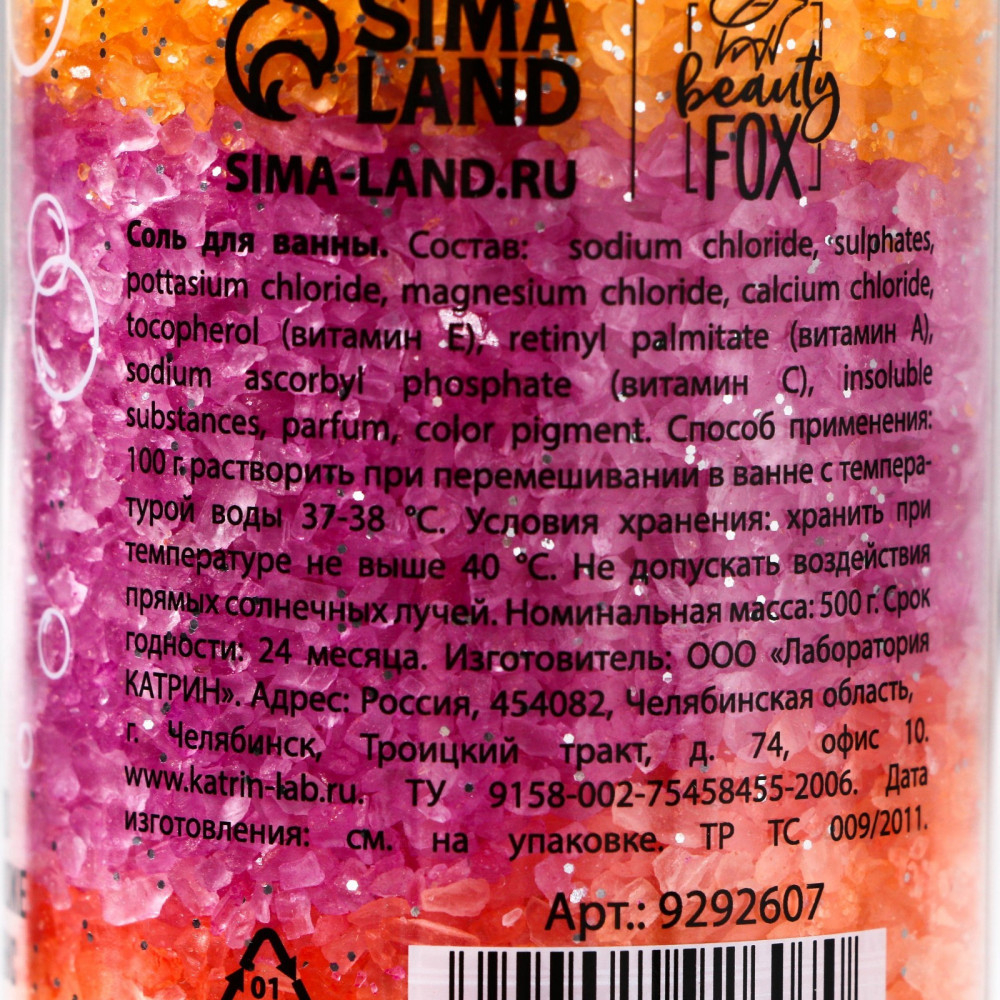 SIMA
LAND
SIMA-LAND.RU
beauty
FOX
Соль для ванны. Состав: sodium chloride, sulphates,
pottasium chloride, magnesium chloride, calcium chloride,
tocopherol (витамин Е), retinyl palmitate (витамин А),
sodium ascorbyl phosphate (витамин С), insoluble
substances, parfum, color pigment. Способ применения:
100 г. растворить при перемешивании в ванне с темпера-
турой воды 37-38 °С. Условия хранения: хранить при
температуре не выше 40 °С. Не допускать воздействия
прямых солнечных лучей. Номинальная масса: 500 г. Срок
годности: 24 месяца. Изготовитель: ООО «Лаборатория
КАТРИН». Адрес: Россия, 454082, Челябинская область,
г. Челябинск, Троицкий тракт, д. 74, офис 10.
www.katrin-lab.ru. ТУ 9158-002-75458455-2006. Дата
изготовления: см. на упаковке. ТР ТС 009/2011.
Арт.: 9292607
01